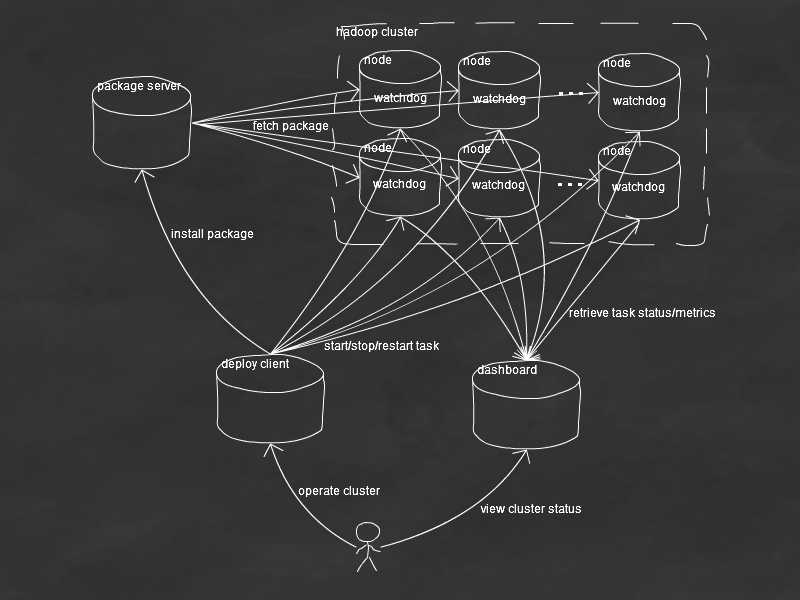 hadoop cluster
node
node
node
package server
watchdog
watchdog
...
watchdog
fetch package
node
node
node
watchdog
watchdog
...
watchdog
install package
retrieve task status/metrics
start/stop/restart task
deploy client
dashboard
operate cluster
view cluster status